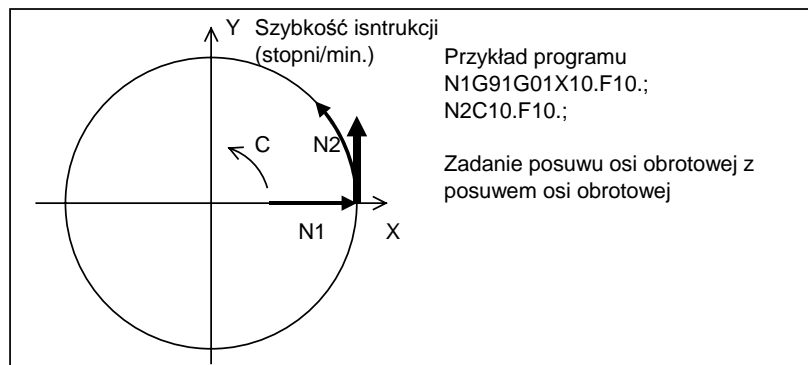 Y
Szybkość isntrukcji
(stopni/min.)
Przykład programu
N1G91G01X10.F10.;
N2C10.F10.;
C
N2
Zadanie posuwu osi obrotowej z
posuwem osi obrotowej
N1
X